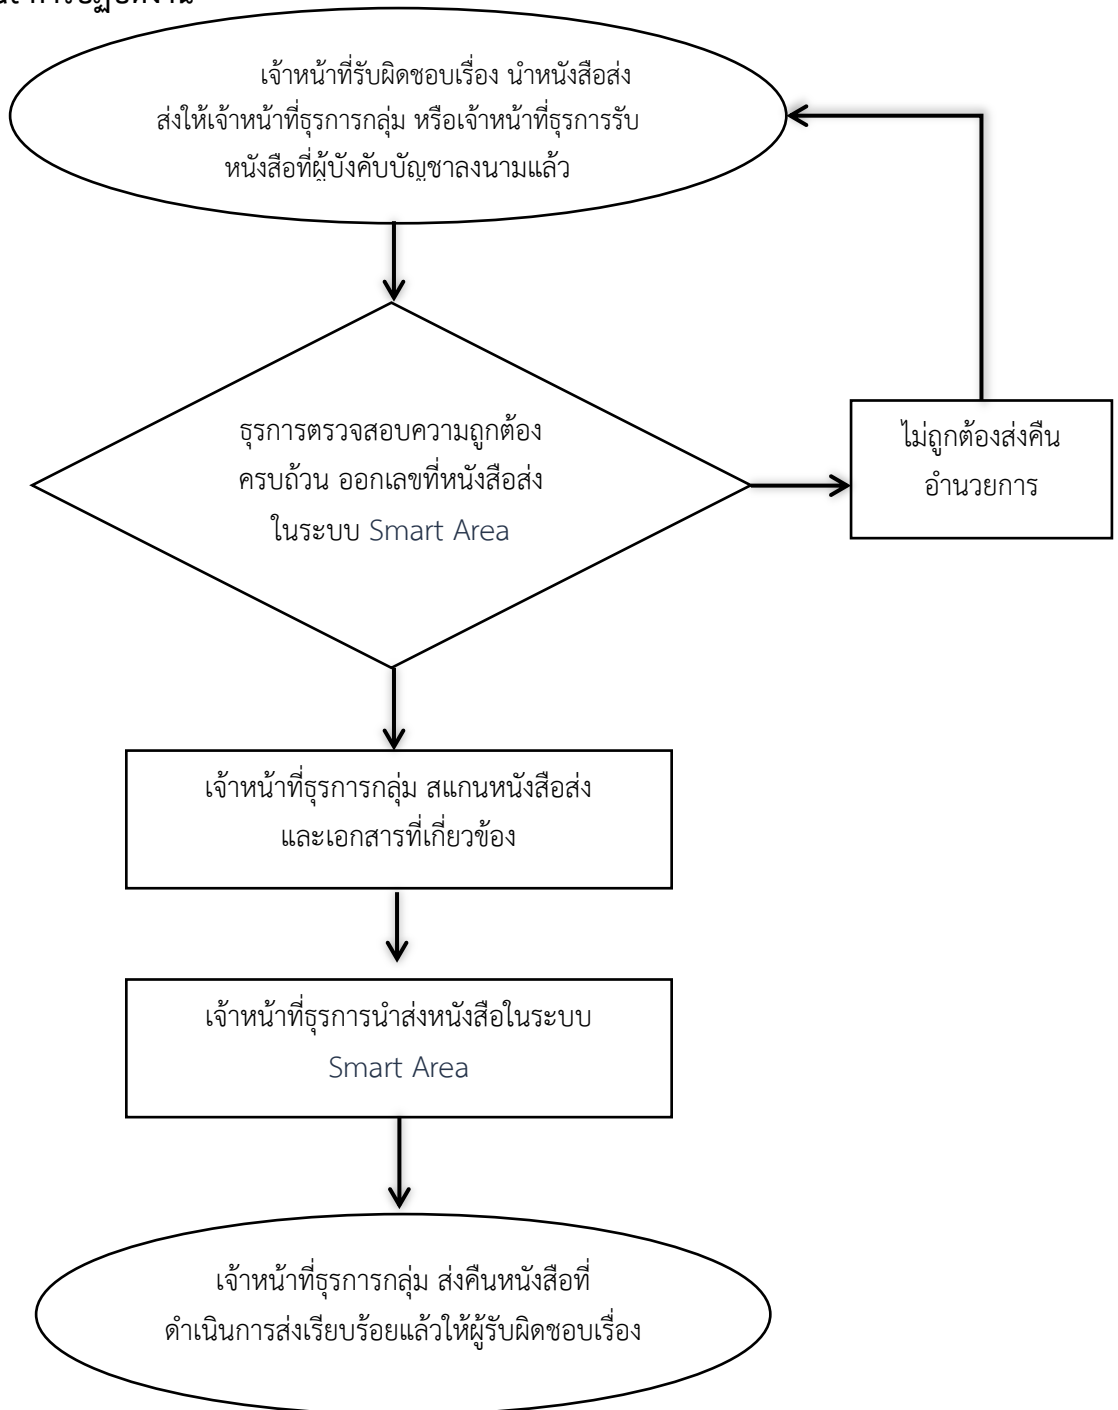 เจ้าหน้าที่รับผิดชอบเรื่อง นำหนังสือส่ง
ส่งให้เจ้าหน้าที่ธุรการกลุ่ม หรือเจ้าหน้าที่ธุรการรับ
หนังสือที่ผู้บังคับบัญชาลงนามแล้ว
ธุรการตรวจสอบความถูกต้อง
ครบถ้วน ออกเลขที่หนังสือส่ง
ในระบบ Smart Area
ไม่ถูกต้องส่งคืน
อำนวยการ
เจ้าหน้าที่ธุรการกลุ่ม สแกนหนังสือส่ง
และเอกสารที่เกี่ยวข้อง
เจ้าหน้าที่ธุรการนำส่งหนังสือในระบบ
Smart Area
เจ้าหน้าที่ธุรการกลุ่ม ส่งคืนหนังสือที่
ดำเนินการส่งเรียบร้อยแล้วให้ผู้รับผิดชอบเรื่อง